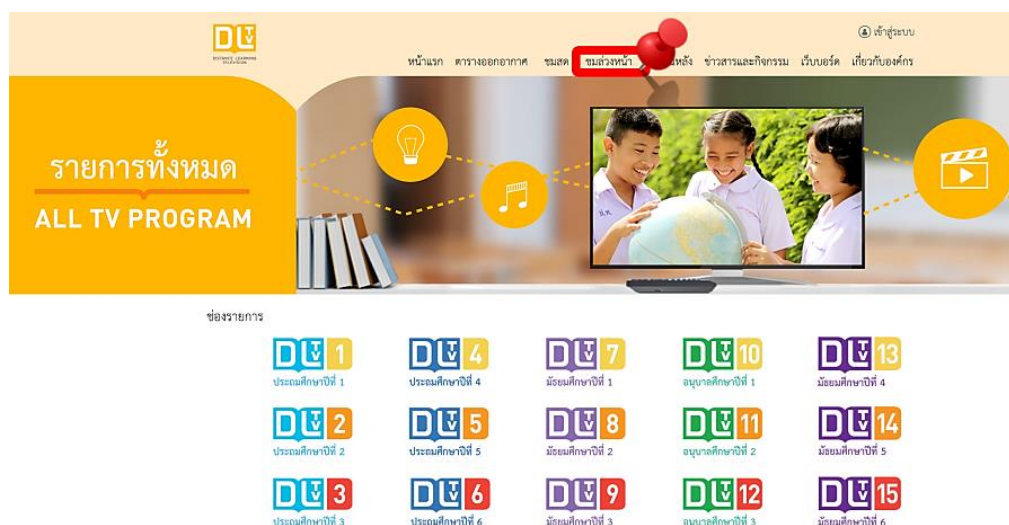 DLTV
DISTANCE LEARNING
TELEVISION
เข้าสู่ระบบ
หน้าแรก ตารางออกอากาศ ชมสด ชมล่วงหน้า ข่าวสารและกิจกรรม เว็บบอร์ด เกี่ยวกับองค์กร
รายการทั้งหมด
ALL TV PROGRAM
ช่องรายการ
DLTV 1 DLTV 4 DLTV 7 DLTV 10 DLTV 13
ประถมศึกษาปีที่ 1 ประถมศึกษาปีที่ 4 มัธยมศึกษาปีที่ 1 อนุบาลศึกษาปีที่ 1 มัธยมศึกษาปีที่ 4
DLTV 2 DLTV 5 DLTV 8 DLTV 11 DLTV 14
ประถมศึกษาปีที่ 2 ประถมศึกษาปีที่ 5 มัธยมศึกษาปีที่ 2 อนุบาลศึกษาปีที่ 2 มัธยมศึกษาปีที่ 5
DLTV 3 DLTV 6 DLTV 9 DLTV 12 DLTV 15
ประถมศึกษาปีที่ 3 ประถมศึกษาปีที่ 6 มัธยมศึกษาปีที่ 3 อนุบาลศึกษาปีที่ 3 มัธยมศึกษาปีที่ 6